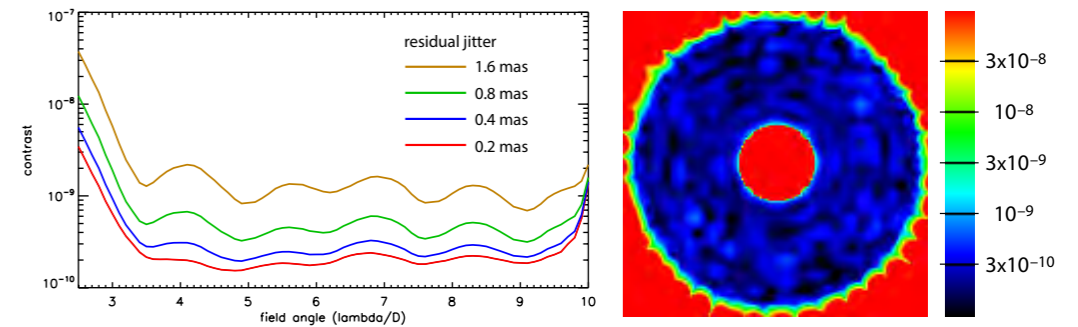 10⁻⁷
10⁻⁸
10⁻⁹
10⁻¹⁰
contrast
residual jitter
1.6 mas
0.8 mas
0.4 mas
0.2 mas
3 4 5 6 7 8 9 10
field angle (lambda/D)
3x10⁻⁸
10⁻⁸
3x10⁻⁹
10⁻⁹
3x10⁻¹⁰